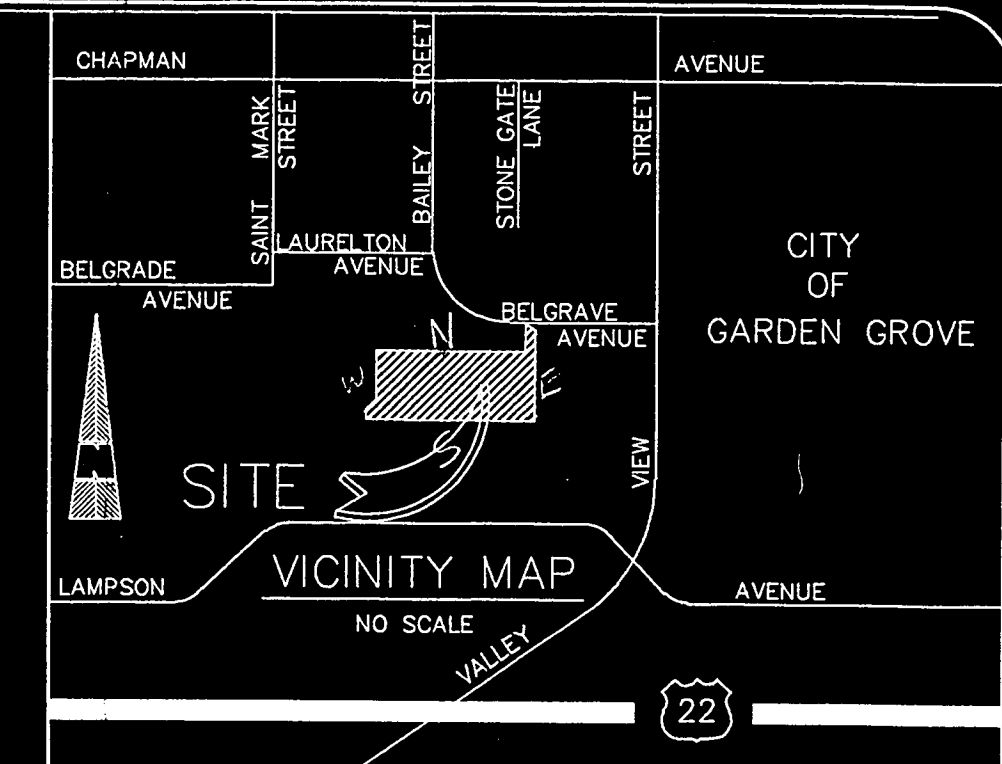 CHAPMAN
AVENUE
SAINT MARK
STREET
BAILEY STREET
STONE GATE
LANE
STREET
VIEW
LAURELTON
AVENUE
BELGRADE
AVENUE
BELGRAVE
AVENUE
CITY
OF
GARDEN GROVE
N
W
E
S
SITE
VICINITY MAP
NO SCALE
LAMPSON
AVENUE
VALLEY
22